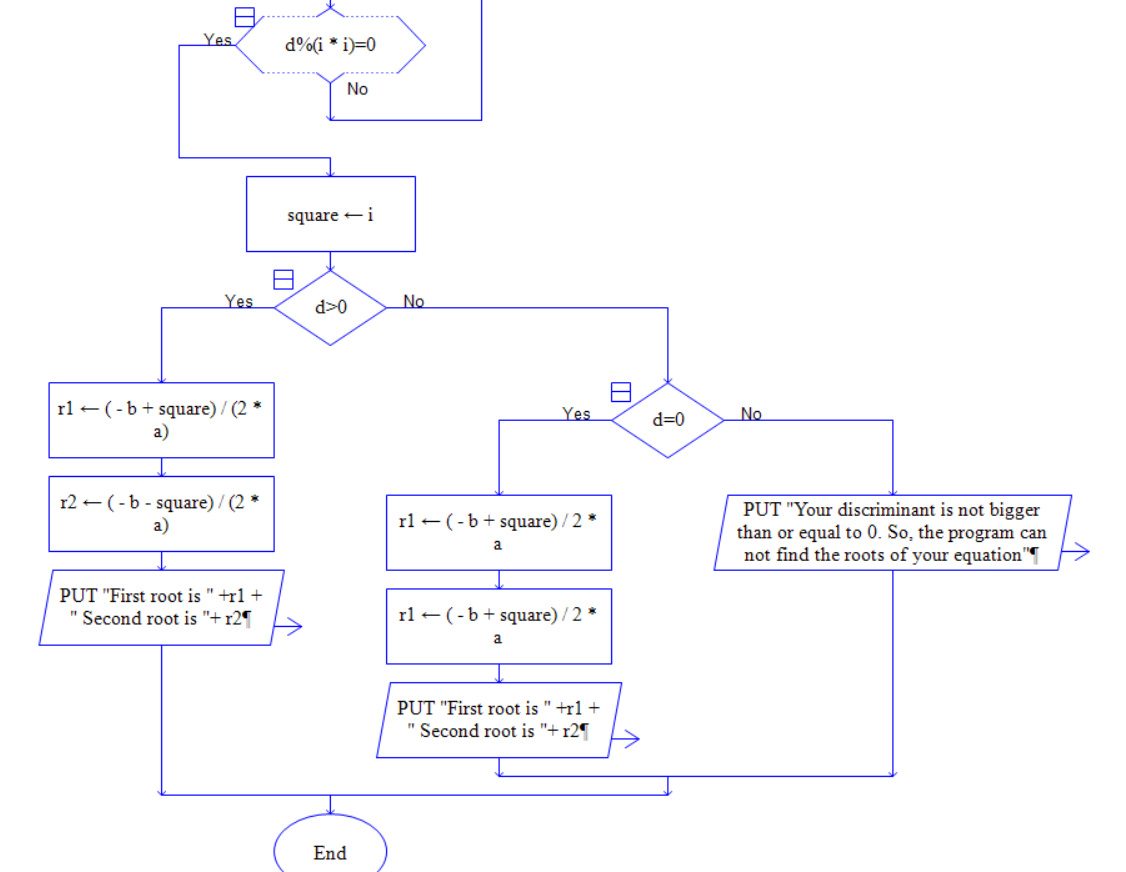 Yes
d%(i * i)=0
No
square ← i
Yes
d>0
No
r1 ← ( - b + square) / (2 *
a)
r2 ← ( - b - square) / (2 *
a)
PUT "First root is " +r1 +
" Second root is "+ r2¶
Yes
d=0
No
r1 ← ( - b + square) / 2 *
a
r1 ← ( - b + square) / 2 *
a
PUT "First root is " +r1 +
" Second root is "+ r2¶
PUT "Your discriminant is not bigger
than or equal to 0. So, the program can
not find the roots of your equation"¶
End